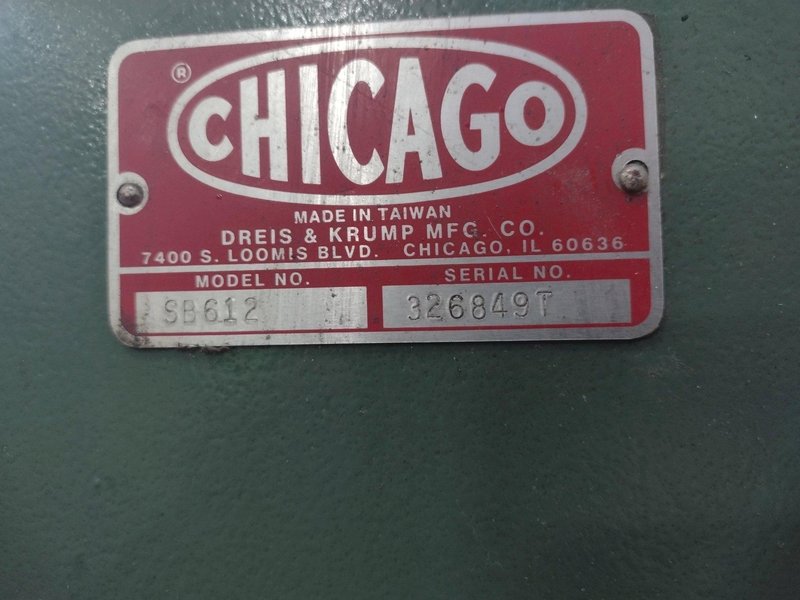 ®
CHICAGO
MADE IN TAIWAN
DREIS & KRUMP MFG. CO.
7400 S. LOOMIS BLVD. CHICAGO, IL 60636
MODEL NO. SERIAL NO.
SB612 326849T